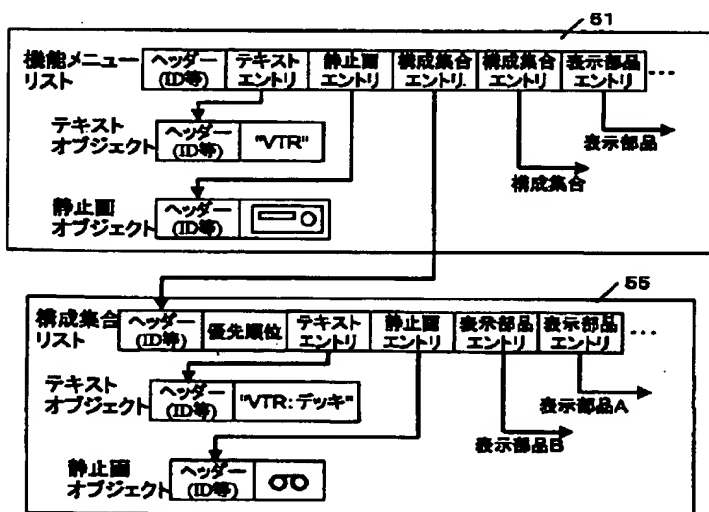 51
機能メニュー
リスト
ヘッダー
(ID等)
テキスト
エントリ
静止画
エントリ
構成集合
エントリ
構成集合
エントリ
表示部品
エントリ
...
テキスト
オブジェクト
ヘッダー
(ID等)
"VTR"
表示部品
構成集合
静止画
オブジェクト
ヘッダー
(ID等)
55
構成集合
リスト
ヘッダー
(ID等)
優先順位
テキスト
エントリ
静止画
エントリ
表示部品
エントリ
表示部品
エントリ
...
テキスト
オブジェクト
ヘッダー
(ID等)
"VTR:デッキ"
表示部品A
表示部品B
静止画
オブジェクト
ヘッダー
(ID等)